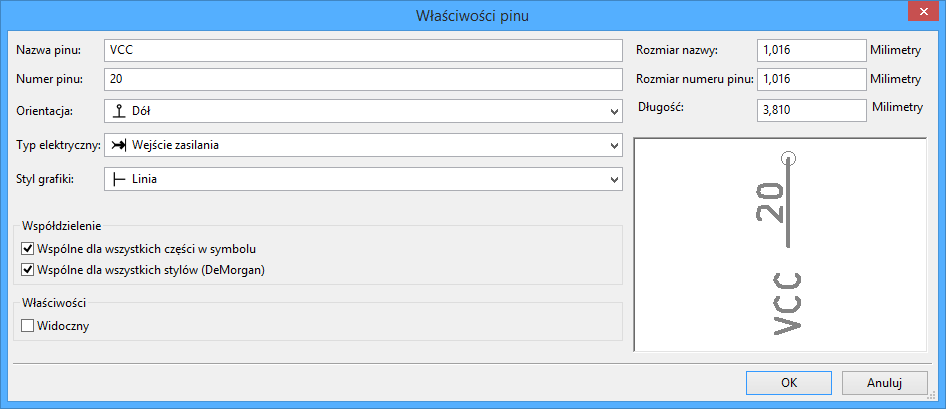 Właściwości pinu
Nazwa pinu: VCC
Numer pinu: 20
Orientacja: Dół
Typ elektryczny: Wejście zasilania
Styl grafiki: Linia
Współdzielenie
Wspólne dla wszystkich części w symbolu
Wspólne dla wszystkich stylów (DeMorgan)
Właściwości
Widoczny
Rozmiar nazwy: 1,016 Milimetry
Rozmiar numeru pinu: 1,016 Milimetry
Długość: 3,810 Milimetry
20
VCC
OK
Anuluj